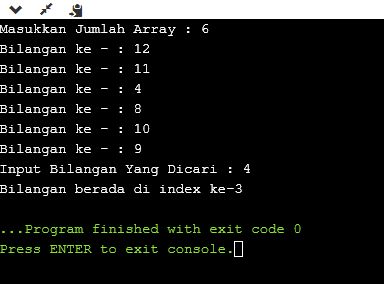 Masukkan Jumlah Array : 6
Bilangan ke - : 12
Bilangan ke - : 11
Bilangan ke - : 4
Bilangan ke - : 8
Bilangan ke - : 10
Bilangan ke - : 9
Input Bilangan Yang Dicari : 4
Bilangan berada di index ke-3
...Program finished with exit code 0
Press ENTER to exit console.